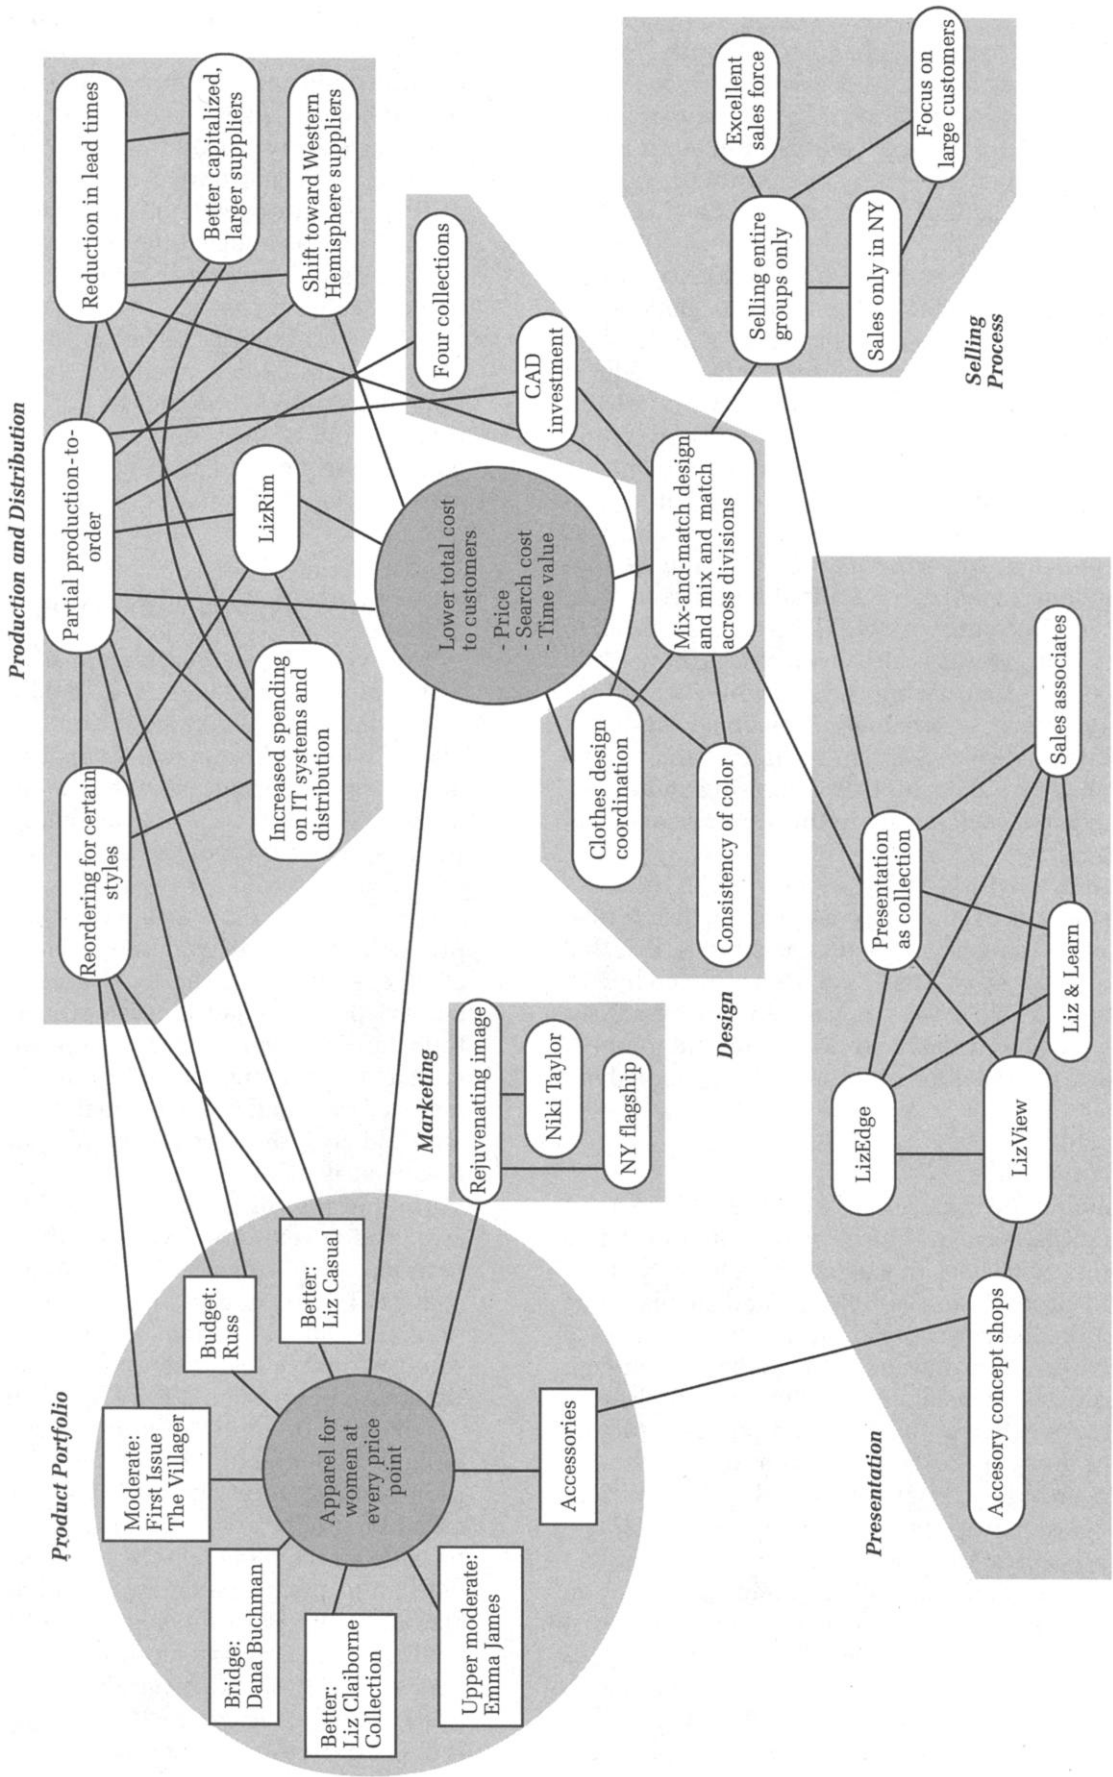 Product Portfolio
Moderate:
First Issue
The Villager
Bridge:
Dana Buchman
Budget:
Russ
Better:
Liz Casual
Better:
Liz Claiborne
Collection
Upper moderate:
Emma James
Apparel for
women at
every price
point
Accessories
Production and Distribution
Reordering for certain
styles
Partial production-to-
order
Reduction in lead times
Better capitalized,
larger suppliers
Shift toward Western
Hemisphere suppliers
LizRim
Increased spending
on IT systems and
distribution
Lower total cost
to customers
- Price
- Search cost
- Time value
Marketing
Rejuvenating image
Niki Taylor
NY flagship
Design
Four collections
CAD
investment
Clothes design
coordination
Mix-and-match design
and mix and match
across divisions
Consistency of color
Selling
Process
Excellent
sales force
Selling entire
groups only
Sales only in NY
Focus on
large customers
Presentation
Presentation
as collection
LizEdge
LizView
Liz & Learn
Sales associates
Accesory concept shops